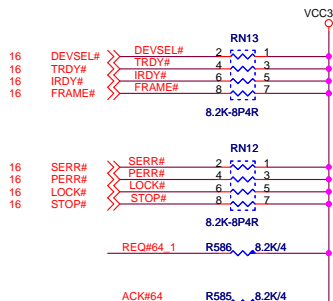 VCC3
RN13
16 DEVSEL# DEVSEL# 2 1
16 TRDY# TRDY# 4 3
16 IRDY# IRDY# 6 5
16 FRAME# FRAME# 8 7
8.2K-8P4R
RN12
16 SERR# SERR# 2 1
16 PERR# PERR# 4 3
16 LOCK# LOCK# 6 5
16 STOP# STOP# 8 7
8.2K-8P4R
REQ#64_1 R586 8.2K/4
ACK#64 R585 8.2K/4